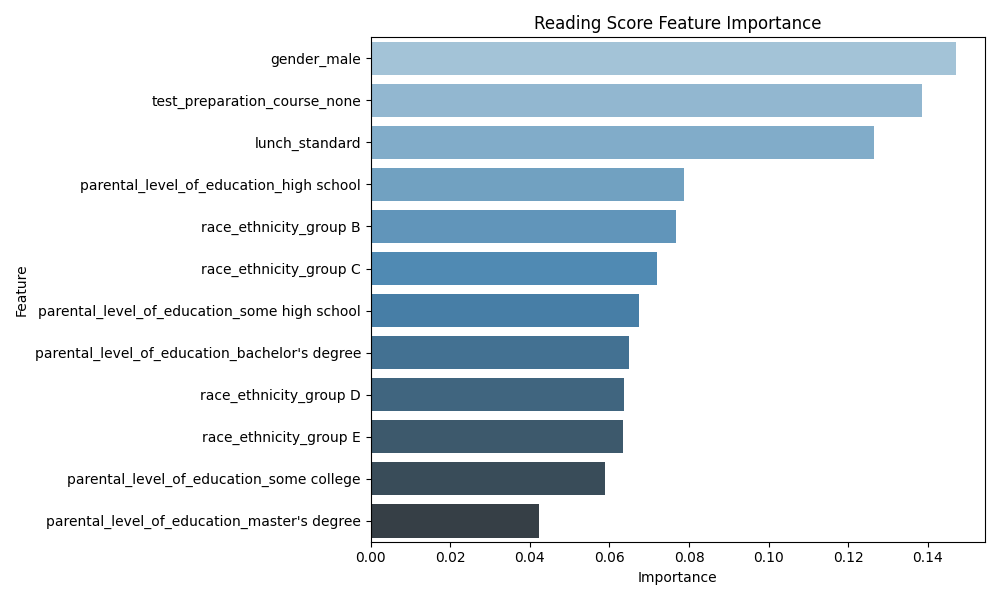 Reading Score Feature Importance
gender_male
test_preparation_course_none
lunch_standard
parental_level_of_education_high school
race_ethnicity_group B
race_ethnicity_group C
parental_level_of_education_some high school
parental_level_of_education_bachelor's degree
race_ethnicity_group D
race_ethnicity_group E
parental_level_of_education_some college
parental_level_of_education_master's degree
Feature
0.00 0.02 0.04 0.06 0.08 0.10 0.12 0.14
Importance